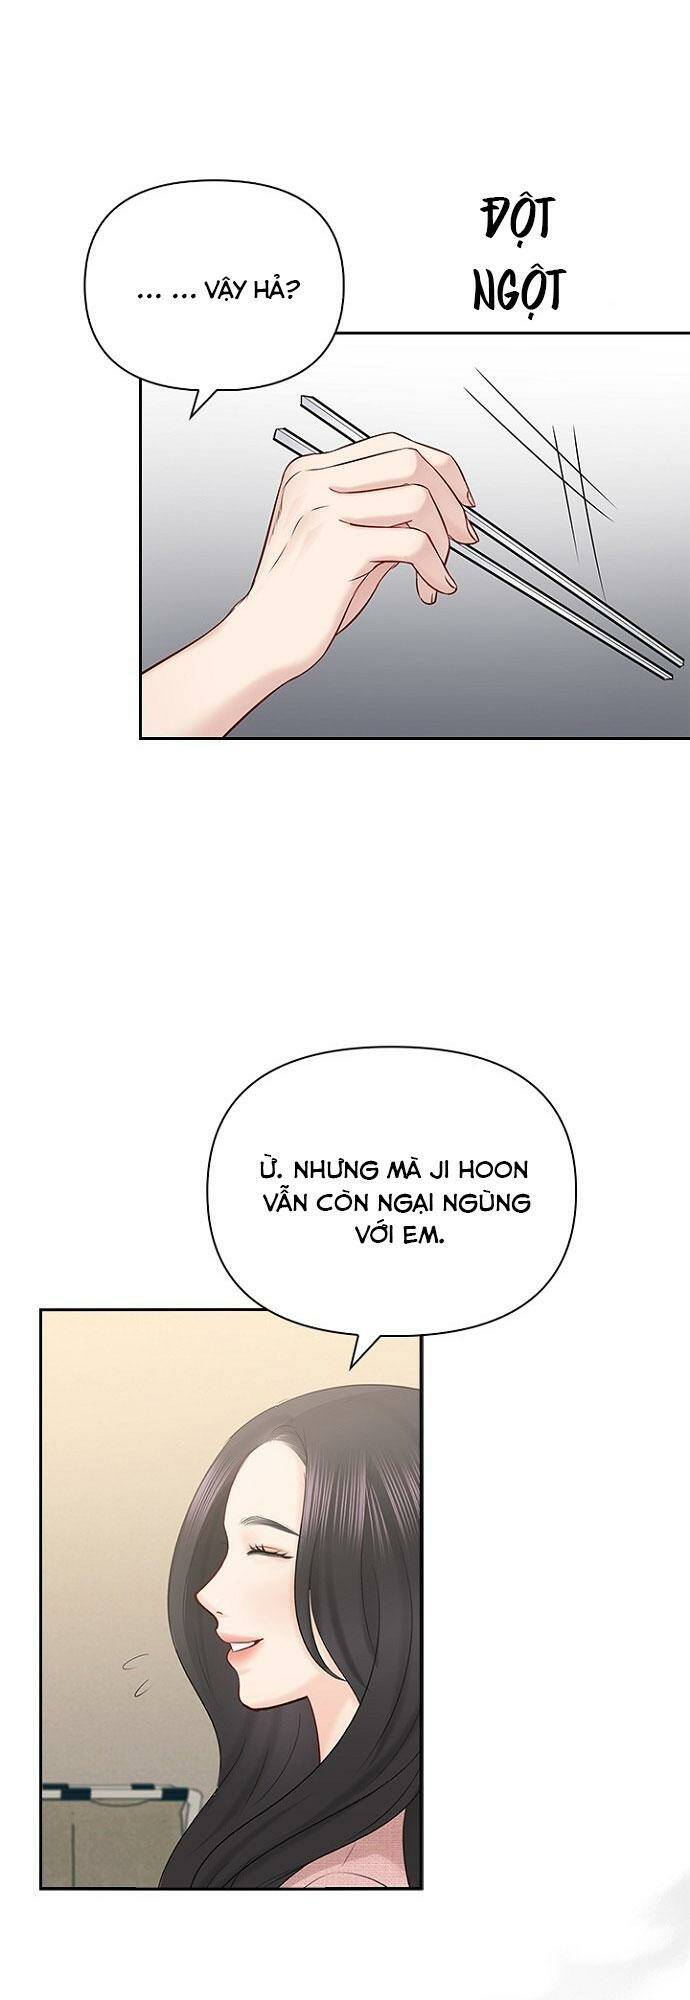 ... ... VẬY HẢ?
ĐỘT
NGỘT
Ừ. NHƯNG MÀ JI HOON
VẪN CÒN NGẠI NGÙNG
VỚI EM.